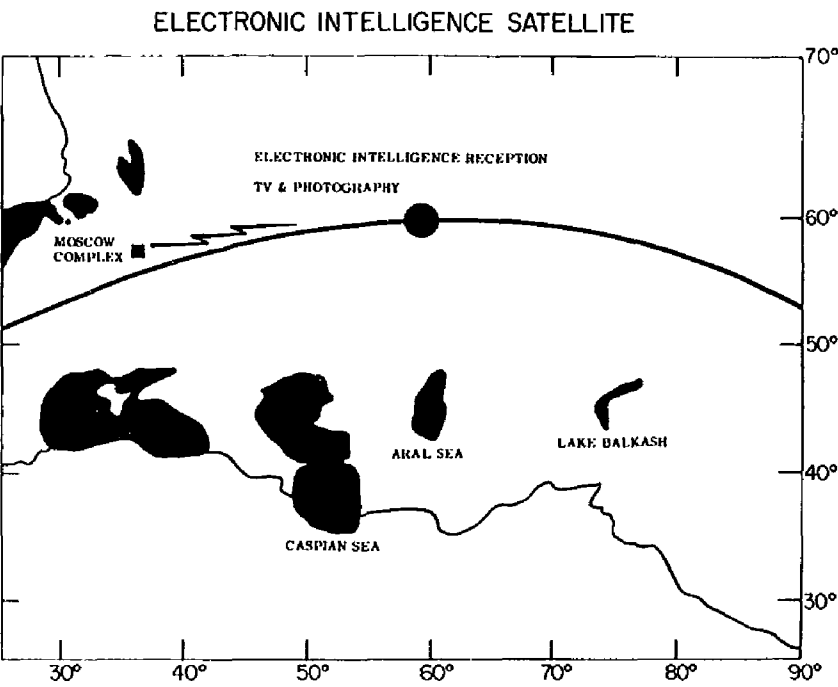 ELECTRONIC INTELLIGENCE SATELLITE
70°
ELECTRONIC INTELLIGENCE RECEPTION
TV & PHOTOGRAPHY
60°
MOSCOW
COMPLEX
50°
ARAL SEA
LAKE BALKASH
40°
CASPIAN SEA
30°
30° 40° 50° 60° 70° 80° 90°